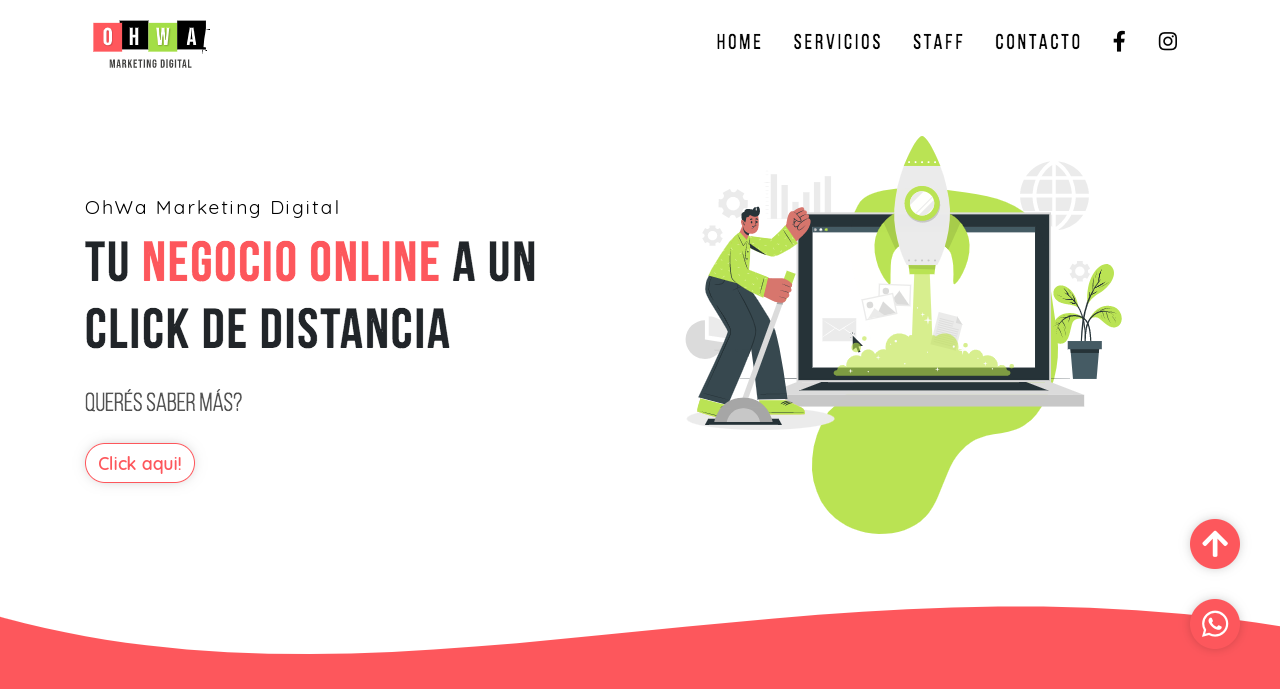 OHWA
MARKETING DIGITAL
HOME SERVICIOS STAFF CONTACTO
OhWa Marketing Digital
TU NEGOCIO ONLINE A UN
CLICK DE DISTANCIA
QUERÉS SABER MÁS?
Click aqui!